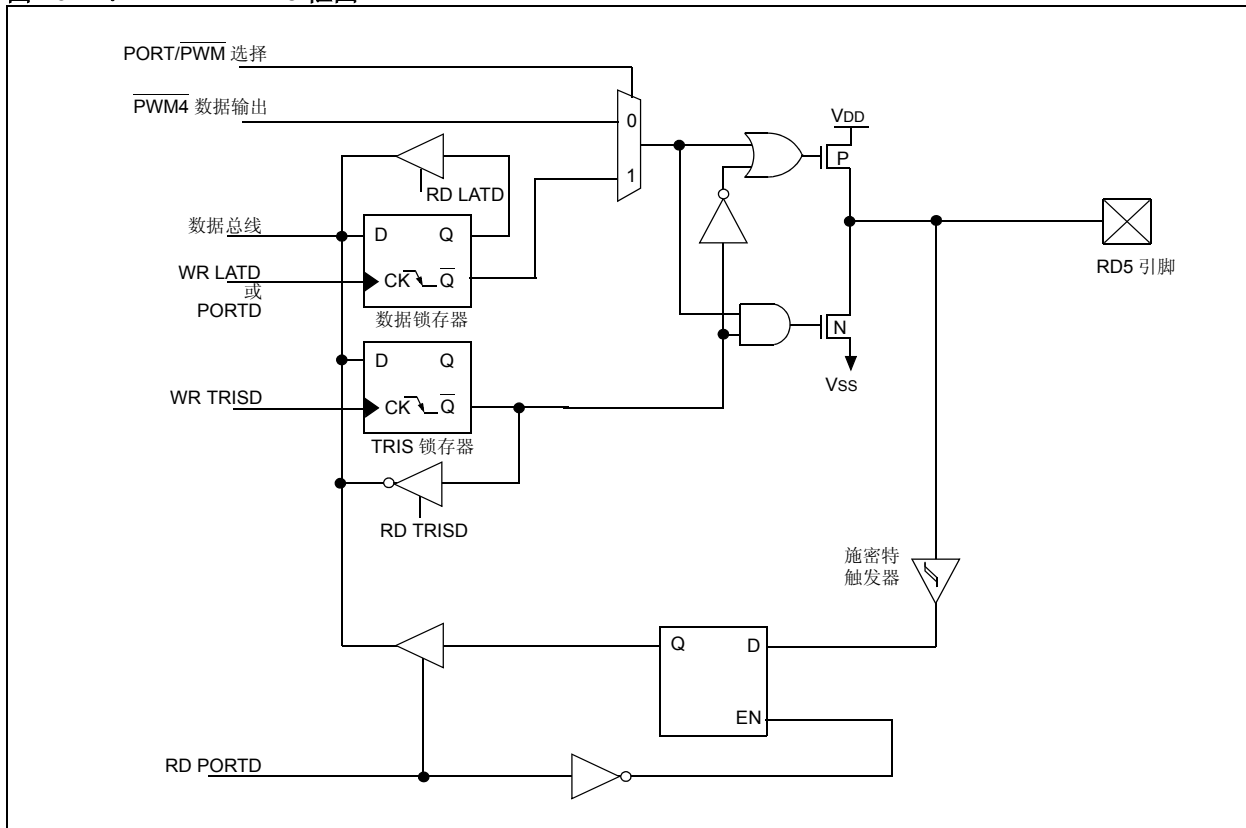 PORT/P̅W̅M̅ 选择
P̅W̅M̅4̅ 数据输出
0
1
VDD
P
RD LATD
数据总线
D Q
WR LATD
或
PORTD
CK Q̅
数据锁存器
RD5 引脚
N
VSS
D Q
WR TRISD
CK Q̅
TRIS 锁存器
RD TRISD
施密特
触发器
Q D
EN
RD PORTD